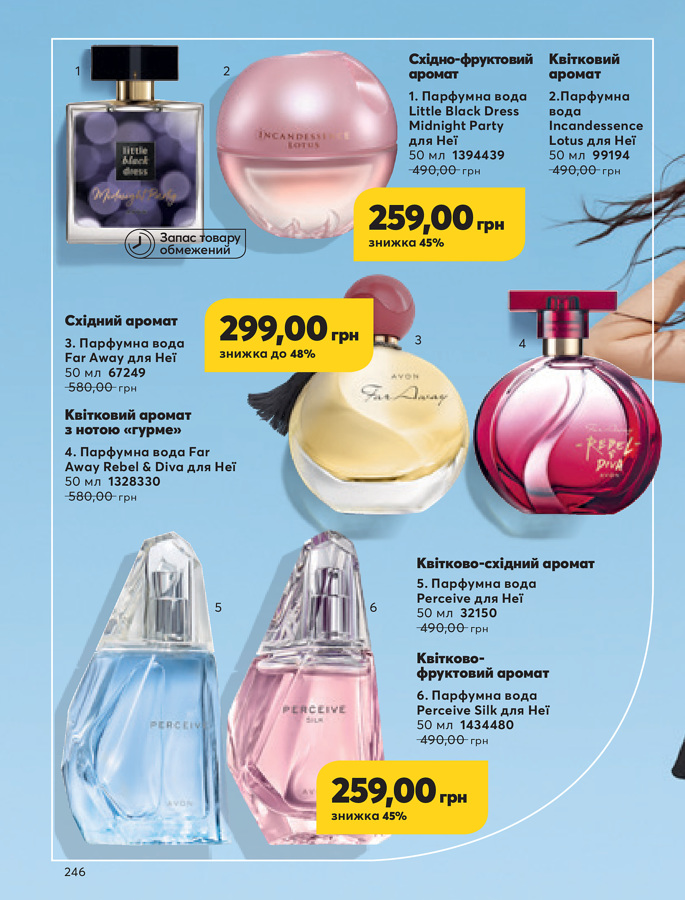 1
little
black
dress
Midnight Party
Запас товару
обмежений
2
INCANDESSENCE
LOTUS
Східно-фруктовий
аромат
1. Парфумна вода
Little Black Dress
Midnight Party
для Неї
50 мл 1394439
490,00 грн
Квітковий
аромат
2.Парфумна
вода
Incandessence
Lotus для Неї
50 мл 99194
490,00 грн
259,00 грн
знижка 45%
Східний аромат
3. Парфумна вода
Far Away для Неї
50 мл 67249
580,00 грн
Квітковий аромат
з нотою «гурме»
4. Парфумна вода Far
Away Rebel & Diva для Неї
50 мл 1328330
580,00 грн
299,00 грн
знижка до 48%
3
AVON
Far Away
4
Far Away
REBEL
&
DIVA
AVON
5
PERCEIVE
AVON
6
PERCEIVE
SILK
AVON
Квітково-східний аромат
5. Парфумна вода
Perceive для Неї
50 мл 32150
490,00 грн
Квітково-
фруктовий аромат
6. Парфумна вода
Perceive Silk для Неї
50 мл 1434480
490,00 грн
259,00 грн
знижка 45%
246